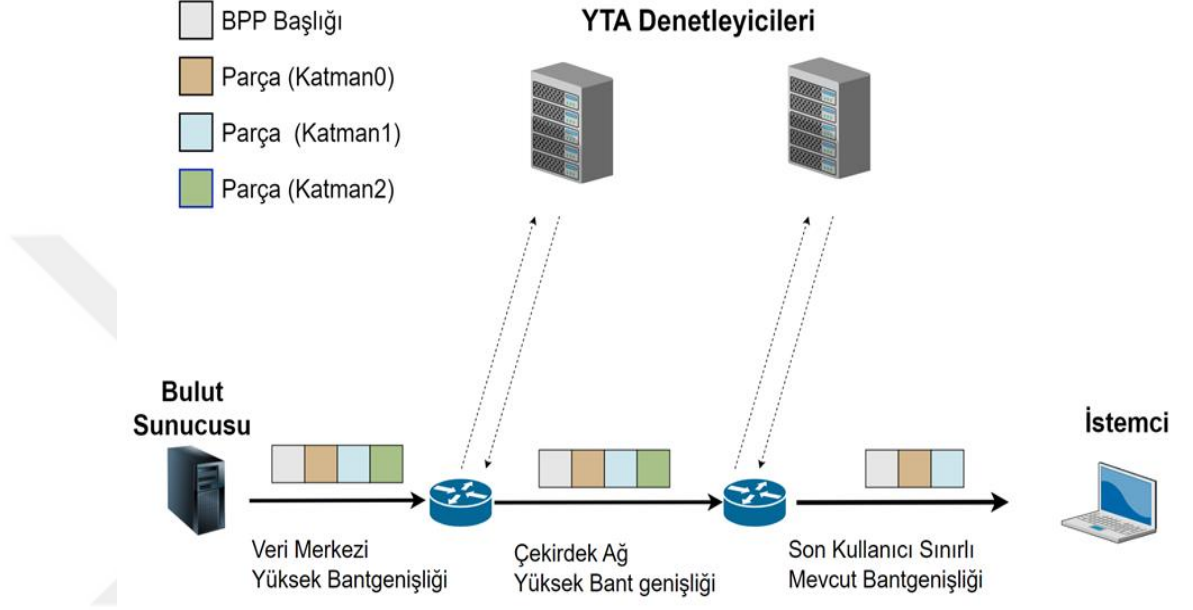 BPP Başlığı
YTA Denetleyicileri
Parça (Katman0)
Parça (Katman1)
Parça (Katman2)
Bulut
Sunucusu
İstemci
Veri Merkezi
Yüksek Bantgenişliği
Çekirdek Ağ
Yüksek Bant genişliği
Son Kullanıcı Sınırlı
Mevcut Bantgenişliği